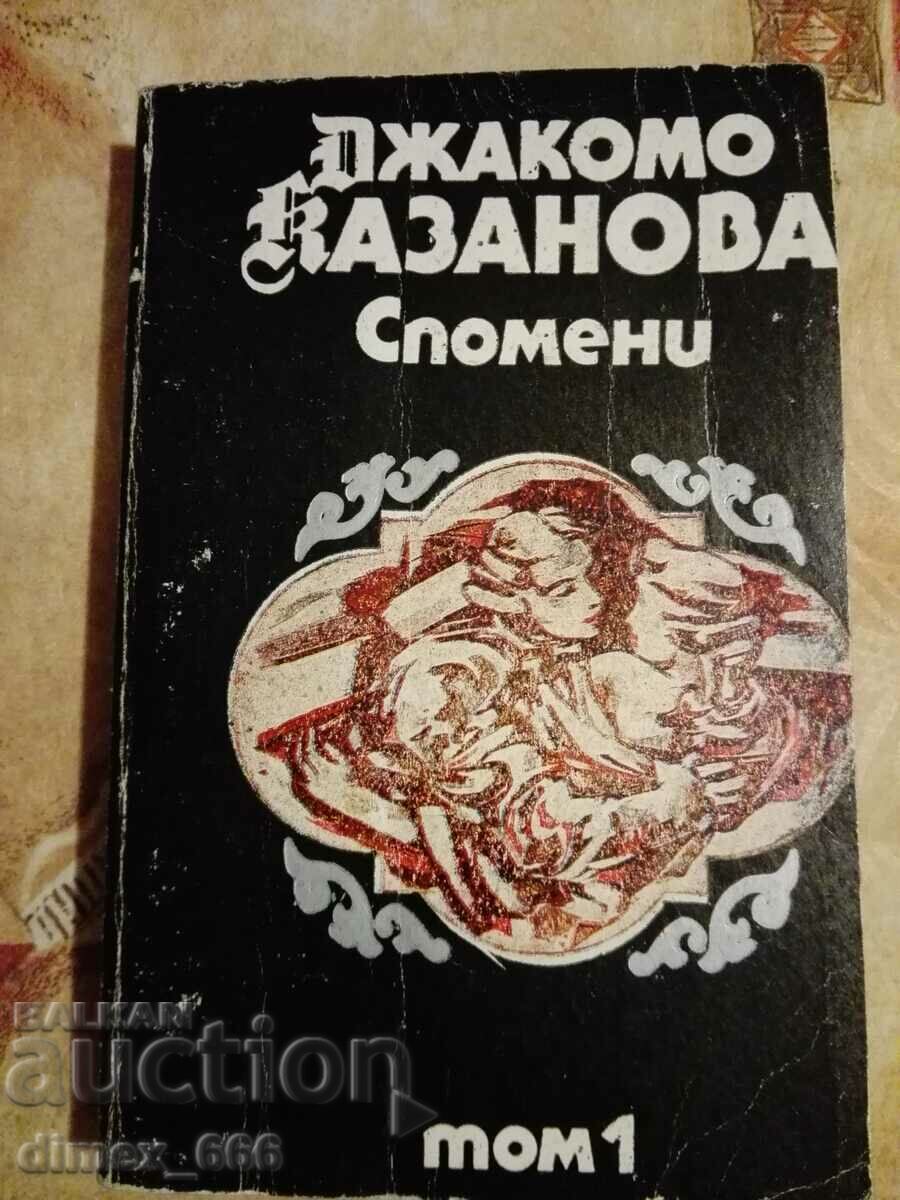 Джакомо
Казанова
Спомени
том 1
BALKAN
auction
dimex_666